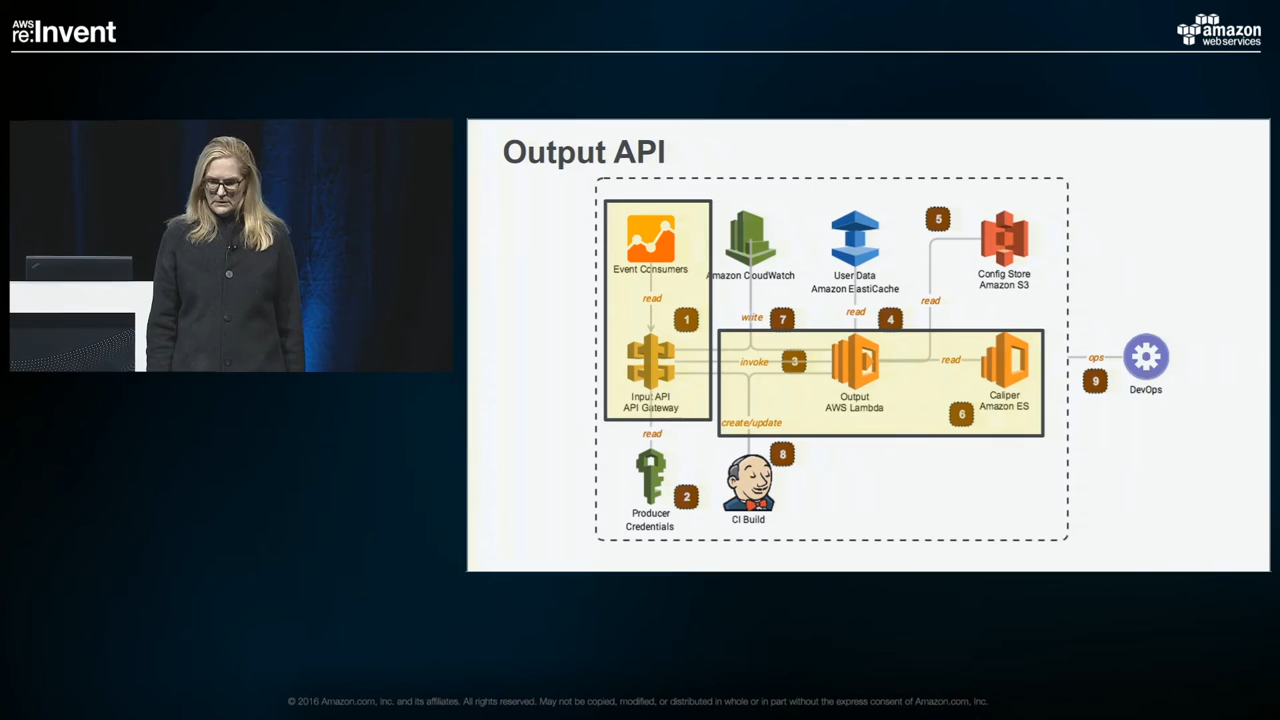 AWS
re:Invent
amazon
web services
Output API
5
Event Consumers
Amazon CloudWatch
User Data
Amazon ElastiCache
Config Store
Amazon S3
read
write
read
read
1
7
4
invoke
3
read
ops
9
DevOps
Input API
API Gateway
Output
AWS Lambda
Caliper
Amazon ES
6
create/update
read
8
2
Producer
Credentials
CI Build
© 2016 Amazon.com, Inc. and its affiliates. All rights reserved. May not be copied, modified, or distributed in whole or in part without the express consent of Amazon.com, Inc.